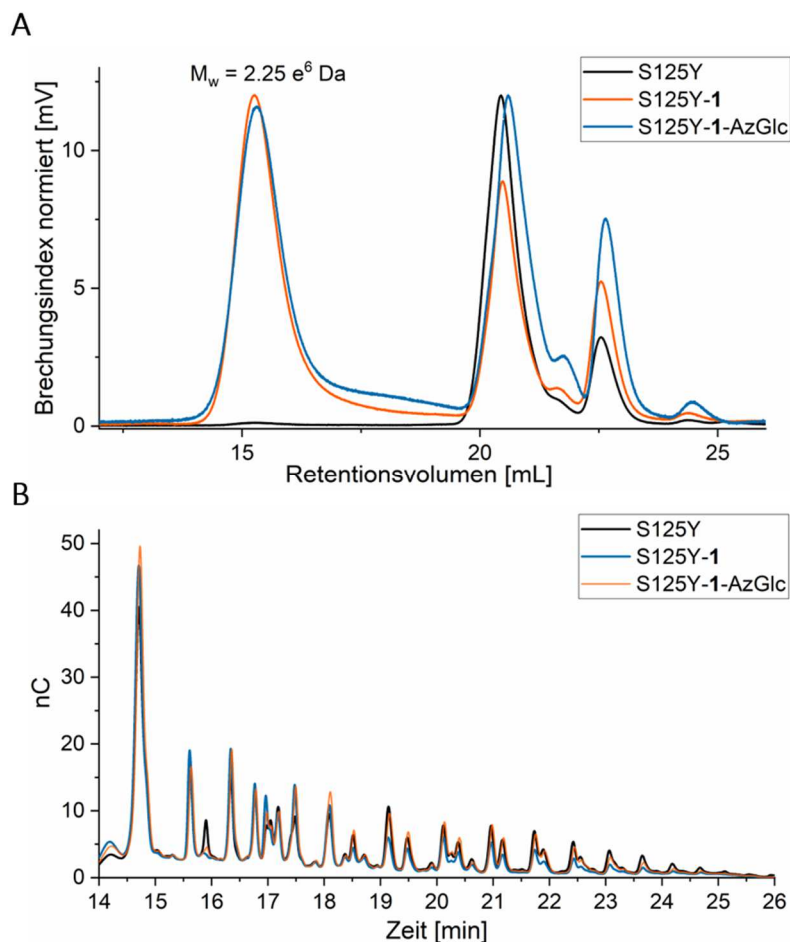 A
M_w = 2.25 e⁶ Da
S125Y
S125Y-1
S125Y-1-AzGlc
Brechungsindex normiert [mV]
10
5
0
15
20
25
Retentionsvolumen [mL]
B
S125Y
S125Y-1
S125Y-1-AzGlc
nC
50
40
30
20
10
0
14
15
16
17
18
19
20
21
22
23
24
25
26
Zeit [min]